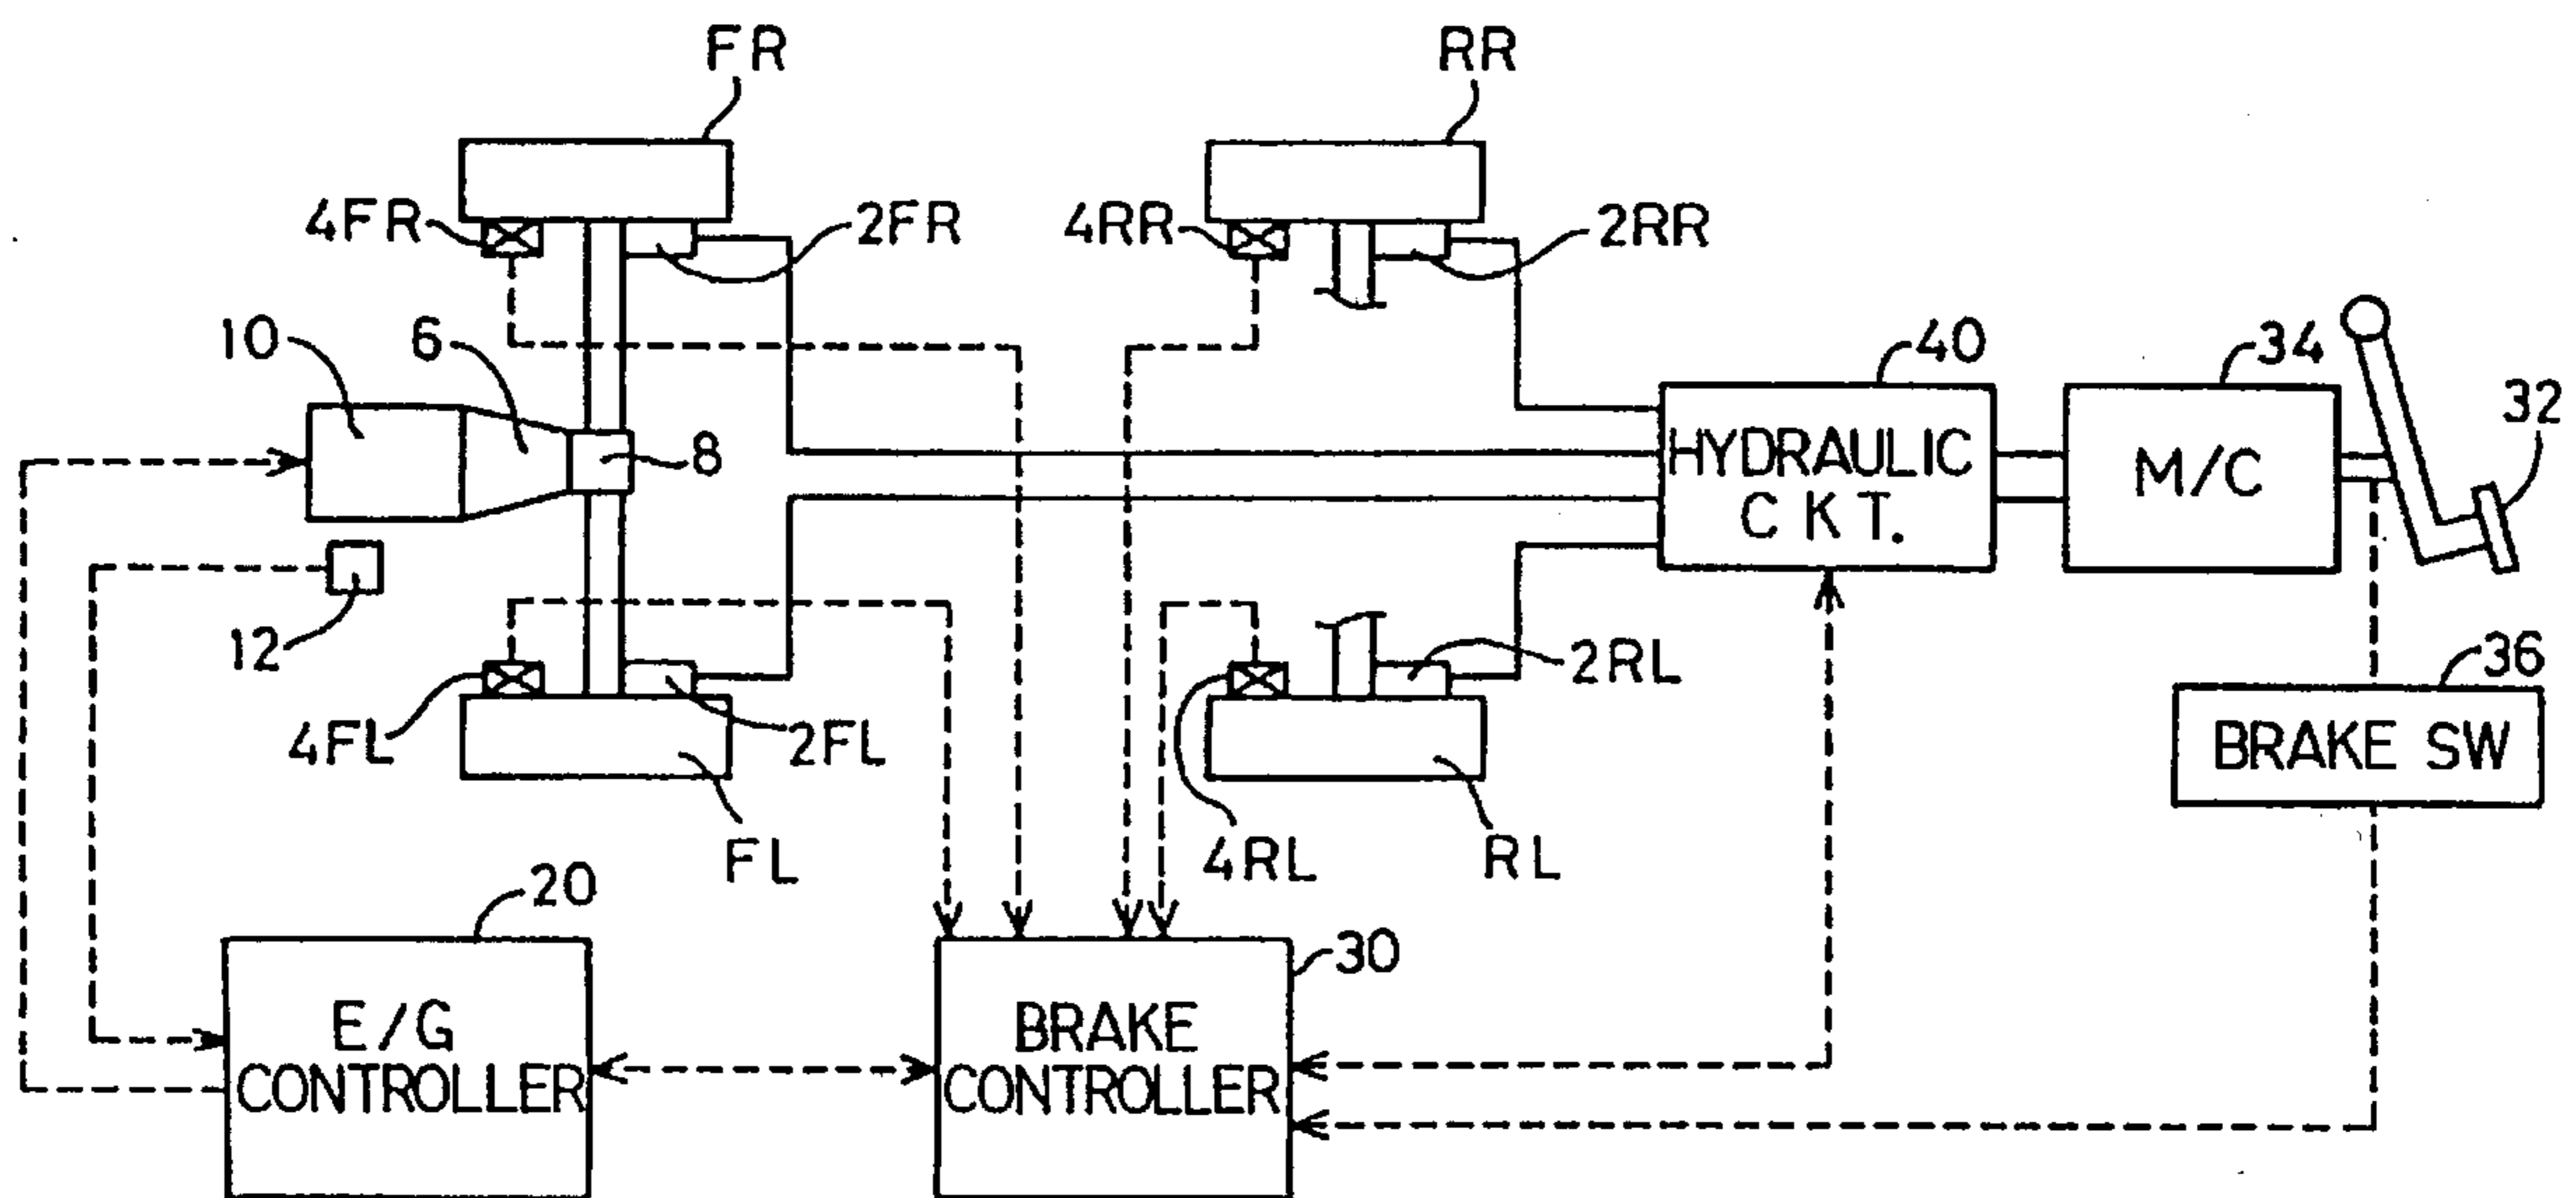 FR
RR
4FR
2FR
4RR
2RR
10
6
40
34
32
8
HYDRAULIC
CKT.
M/C
12
2RL
36
4FL
2FL
BRAKE SW
FL
4RL
RL
20
30
E/G
CONTROLLER
BRAKE
CONTROLLER